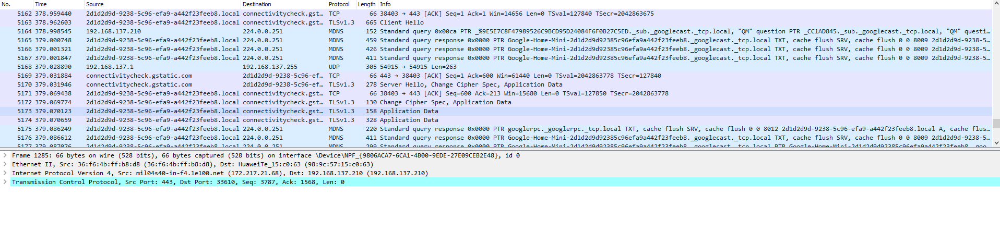 No. Time Source Destination Protocol Length Info
5162 378.959440 2d1d2d9d-9238-5c96-efa9-a442f23feeb8.local connectivitycheck.gst… TCP 66 38403 → 443 [ACK] Seq=1 Ack=1 Win=14656 Len=0 TSval=127840 TSecr=2042863675
5163 378.962603 2d1d2d9d-9238-5c96-efa9-a442f23feeb8.local connectivitycheck.gst… TLSv1.3 665 Client Hello
5164 378.998545 192.168.137.210 224.0.0.251 MDNS 152 Standard query 0x00ca PTR _%9E5E7C8F47989526C9BCD95D24084F6F0B27C5ED._sub._googlecast._tcp.local, "QM" question PTR _CC1AD845._sub._googlecast._tcp.local, "QM" questi…
5165 379.000748 2d1d2d9d-9238-5c96-efa9-a442f23feeb8.local 224.0.0.251 MDNS 459 Standard query response 0x0000 PTR Google-Home-Mini-2d1d2d9d92385c96efa9a442f23feeb8._googlecast._tcp.local TXT, cache flush SRV, cache flush 0 0 8009 2d1d2d9d-9238-5…
5166 379.001321 2d1d2d9d-9238-5c96-efa9-a442f23feeb8.local 224.0.0.251 MDNS 426 Standard query response 0x0000 PTR Google-Home-Mini-2d1d2d9d92385c96efa9a442f23feeb8._googlecast._tcp.local TXT, cache flush SRV, cache flush 0 0 8009 2d1d2d9d-9238-5…
5167 379.001847 2d1d2d9d-9238-5c96-efa9-a442f23feeb8.local 224.0.0.251 MDNS 411 Standard query response 0x0000 PTR Google-Home-Mini-2d1d2d9d92385c96efa9a442f23feeb8._googlecast._tcp.local TXT, cache flush SRV, cache flush 0 0 8009 2d1d2d9d-9238-5…
5168 379.028890 192.168.137.1 192.168.137.255 UDP 305 54915 → 54915 Len=263
5169 379.031884 connectivitycheck.gstatic.com 2d1d2d9d-9238-5c96-ef… TCP 66 443 → 38403 [ACK] Seq=1 Ack=600 Win=61440 Len=0 TSval=2042863778 TSecr=127840
5170 379.031946 connectivitycheck.gstatic.com 2d1d2d9d-9238-5c96-ef… TLSv1.3 278 Server Hello, Change Cipher Spec, Application Data
5171 379.069438 2d1d2d9d-9238-5c96-efa9-a442f23feeb8.local connectivitycheck.gst… TCP 66 38403 → 443 [ACK] Seq=600 Ack=213 Win=15680 Len=0 TSval=127850 TSecr=2042863778
5172 379.069774 2d1d2d9d-9238-5c96-efa9-a442f23feeb8.local connectivitycheck.gst… TLSv1.3 130 Change Cipher Spec, Application Data
5173 379.070123 2d1d2d9d-9238-5c96-efa9-a442f23feeb8.local connectivitycheck.gst… TLSv1.3 158 Application Data
5174 379.070659 2d1d2d9d-9238-5c96-efa9-a442f23feeb8.local connectivitycheck.gst… TLSv1.3 328 Application Data
5175 379.086249 2d1d2d9d-9238-5c96-efa9-a442f23feeb8.local 224.0.0.251 MDNS 220 Standard query response 0x0000 PTR googlerpc._googlerpc._tcp.local TXT, cache flush SRV, cache flush 0 0 8012 2d1d2d9d-9238-5c96-efa9-a442f23feeb8.local A, cache flus…
5176 379.086612 2d1d2d9d-9238-5c96-efa9-a442f23feeb8.local 224.0.0.251 MDNS 411 Standard query response 0x0000 PTR Google-Home-Mini-2d1d2d9d92385c96efa9a442f23feeb8._googlecast._tcp.local TXT, cache flush SRV, cache flush 0 0 8009 2d1d2d9d-9238-5…
5177 379.087076 2d1d2d9d-9238-5c96-efa9-a442f23feeb8.local 224.0.0.251 MDNS 299 Standard query response 0x0000 PTR
Frame 1285: 66 bytes on wire (528 bits), 66 bytes captured (528 bits) on interface \Device\NPF_{9806ACA7-6CA1-4B00-9EDE-27E09CEB2E48}, id 0
Ethernet II, Src: 36:f6:4b:ff:b8:d8 (36:f6:4b:ff:b8:d8), Dst: HuaweiTe_15:c0:63 (98:9c:57:15:c0:63)
Internet Protocol Version 4, Src: mil04s40-in-f4.1e100.net (172.217.21.68), Dst: 192.168.137.210 (192.168.137.210)
Transmission Control Protocol, Src Port: 443, Dst Port: 33610, Seq: 3787, Ack: 1568, Len: 0